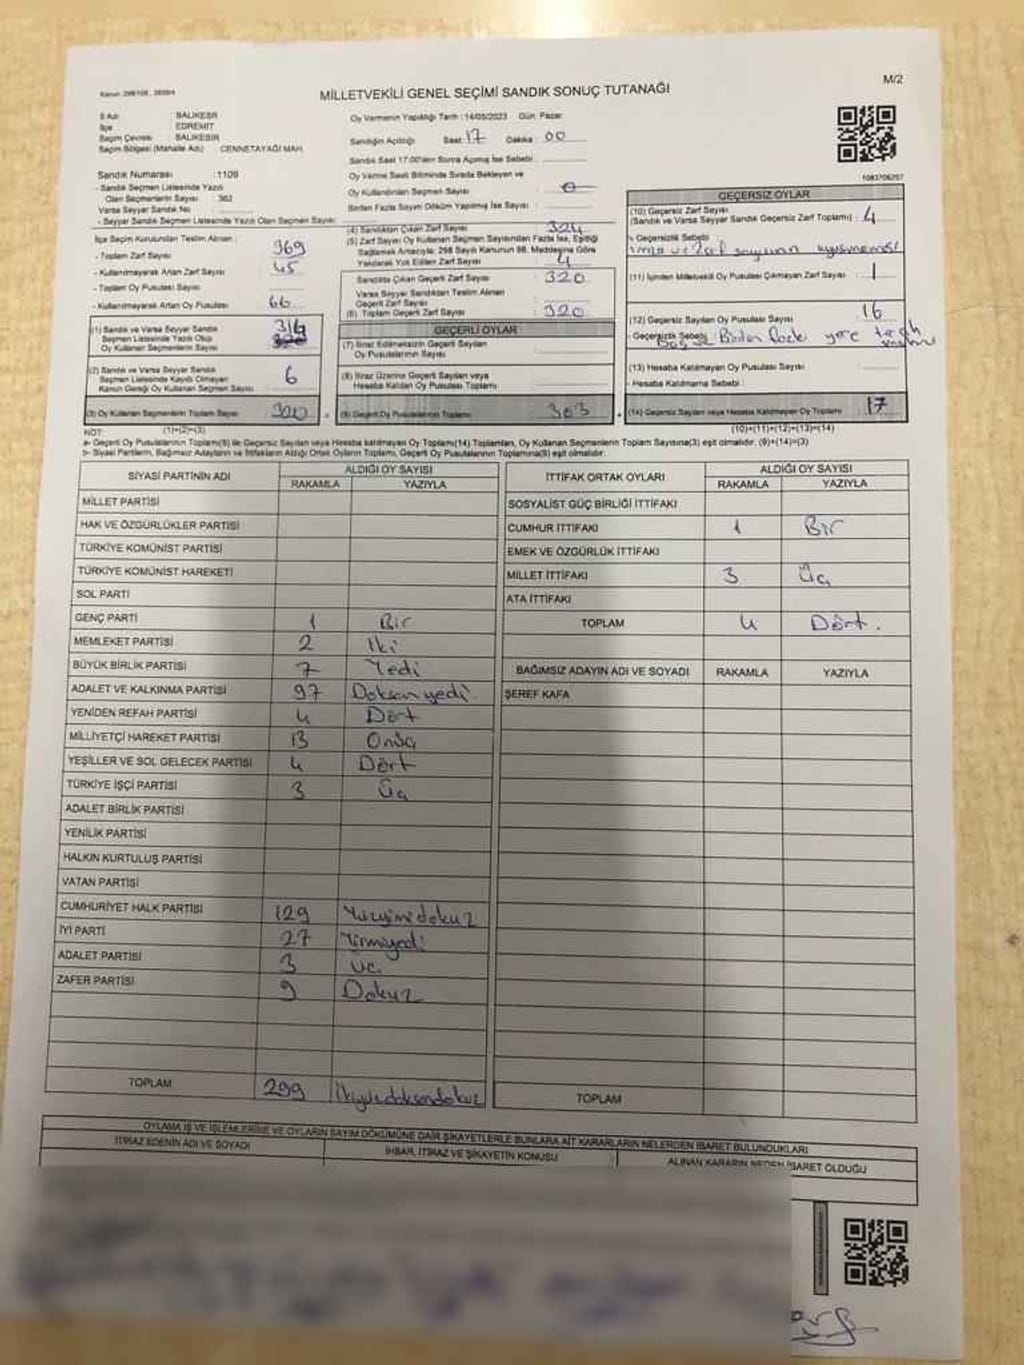 M/2
MİLLETVEKİLİ GENEL SEÇİMİ SANDIK SONUÇ TUTANAĞI
BALIKESİR
İlçe EDREMİT
Seçim Çevresi BALIKESİR
Seçim Bölgesi (Mahalle Adı) : CENNETAYAĞI MAH.
Sandık Numarası :1109
- Sandık Seçmen Listesinde Yazılı
Olan Seçmenlerin Sayısı : 362
Varsa Seyyar Sandık No
- Seyyar Sandık Seçmen Listesinde Yazılı Olan Seçmen Sayısı
İlçe Seçim Kurulundan Teslim Alınan :
- Toplam Zarf Sayısı 369
- Kullanılmayarak Artan Zarf Sayısı : 45
- Toplam Oy Pusulası Sayısı
- Kullanılmayarak Artan Oy Pusulası 66
(1) Sandık ve Varsa Seyyar Sandık
Seçmen Listesinde Yazılı Olup
Oy Kullanan Seçmenlerin Sayısı 314
(2) Sandık ve Varsa Seyyar Sandık
Seçmen Listesinde Kayıtlı Olmayan
Kanun Gereği Oy Kullanan Seçmen Sayısı 6
(3) Oy Kullanan Seçmenlerin Toplam Sayısı 320
(1)+(2)=(3)
Oy Vermenin Yapıldığı Tarih : 14/05/2023 Gün: Pazar
Sandığın Açıldığı Saat: 17 Dakika : 00
Sandık Saat 17:00'den Sonra Açılmış İse Sebebi :
Oy Verme Saati Bitiminde Sırada Bekleyen ve
Oy Kullandırılan Seçmen Sayısı : 0
Birden Fazla Sayım Döküm Yapılmış İse Sayısı :
(4) Sandıktan Çıkan Zarf Sayısı 324
(5) Zarf Sayısı Oy Kullanan Seçmen Sayısından Fazla İse, Eşitliği
Sağlamak Amacıyla, 298 Sayılı Kanunun 98. Maddesine Göre
Yakılarak Yok Edilen Zarf Sayısı 4
Sandıkta Çıkan Geçerli Zarf Sayısı 320
Varsa Seyyar Sandıktan Teslim Alınan
Geçerli Zarf Sayısı
(6) Toplam Geçerli Zarf Sayısı 320
GEÇERLİ OYLAR
(7) İtiraz Edilmeksizin Geçerli Sayılan
Oy Pusulalarının Sayısı
(8) İtiraz Üzerine Geçerli Sayılan veya
Hesaba Katılan Oy Pusulası Toplamı
(9) Geçerli Oy Pusulalarının Toplamı 303
1083706257
GEÇERSİZ OYLAR
(10) Geçersiz Zarf Sayısı
(Sandık ve Varsa Seyyar Sandık Geçersiz Zarf Toplamı) : 4
- Geçersizlik Sebebi :
imza ve Zarf sayısının uyuşmaması
(11) İçinden Milletvekili Oy Pusulası Çıkmayan Zarf Sayısı : 1
(12) Geçersiz Sayılan Oy Pusulası Sayısı 16
- Geçersizlik Sebebi Boş ve Birden fazla yere
(13) Hesaba Katılmayan Oy Pusulası Sayısı
- Hesaba Katılmama Sebebi :
(14) Geçersiz Sayılan veya Hesaba Katılmayan Oy Toplamı : 17
(10)+(11)+(12)+(13)=(14)
NOT:
a- Geçerli Oy Pusulalarının Toplamı(9) ile Geçersiz Sayılan veya Hesaba katılmayan Oy Toplamı(14) Toplamları, Oy Kullanan Seçmenlerin Toplam Sayısına(3) eşit olmalıdır. (9)+(14)=(3)
b- Siyasi Partilerin, Bağımsız Adayların ve İttifakların Aldığı Ortak Oyların Toplamı, Geçerli Oy Pusulalarının Toplamına(9) eşit olmalıdır.
SİYASİ PARTİNİN ADI ALDIĞI OY SAYISI
RAKAMLA YAZIYLA
MİLLET PARTİSİ
HAK VE ÖZGÜRLÜKLER PARTİSİ
TÜRKİYE KOMÜNİST PARTİSİ
TÜRKİYE KOMÜNİST HAREKETİ
SOL PARTİ
GENÇ PARTİ 1 Bir
MEMLEKET PARTİSİ 2 İki
BÜYÜK BİRLİK PARTİSİ 7 Yedi
ADALET VE KALKINMA PARTİSİ 97 Doksanyedi
YENİDEN REFAH PARTİSİ 4 Dört
MİLLİYETÇİ HAREKET PARTİSİ 13 Onüç
YEŞİLLER VE SOL GELECEK PARTİSİ 4 Dört
TÜRKİYE İŞÇİ PARTİSİ 3 Üç
ADALET BİRLİK PARTİSİ
YENİLİK PARTİSİ
HALKIN KURTULUŞ PARTİSİ
VATAN PARTİSİ
CUMHURİYET HALK PARTİSİ 129 Yüzyirmidokuz
İYİ PARTİ 27 Yirmiyedi
ADALET PARTİSİ 3 üç
ZAFER PARTİSİ 9 Dokuz
TOPLAM 299 İkiyüzdoksandokuz
İTTİFAK ORTAK OYLARI ALDIĞI OY SAYISI
RAKAMLA YAZIYLA
SOSYALİST GÜÇ BİRLİĞİ İTTİFAKI
CUMHUR İTTİFAKI 1 Bir
EMEK VE ÖZGÜRLÜK İTTİFAKI
MİLLET İTTİFAKI 3 Üç
ATA İTTİFAKI
TOPLAM 4 Dört.
BAĞIMSIZ ADAYIN ADI VE SOYADI RAKAMLA YAZIYLA
ŞEREF KAFA
TOPLAM
OYLAMA İŞ VE İŞLEMLERİNE VE OYLARIN SAYIM DÖKÜMÜNE DAİR ŞİKAYETLERLE BUNLARA AİT KARARLARIN NELERDEN İBARET BULUNDUKLARI
İTİRAZ EDENİN ADI VE SOYADI İHBAR, İTİRAZ VE ŞİKAYETİN KONUSU ALINAN KARARIN NEDEN İBARET OLDUĞU